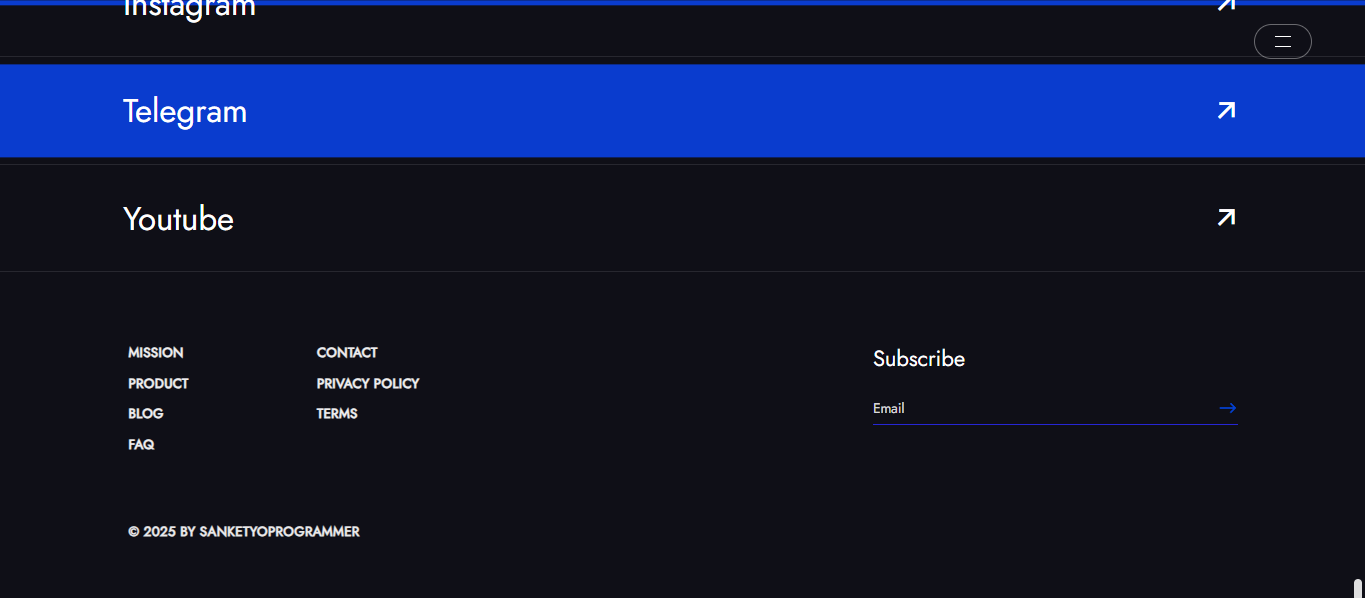 Instagram
Telegram
Youtube
MISSION
PRODUCT
BLOG
FAQ
CONTACT
PRIVACY POLICY
TERMS
Subscribe
Email
© 2025 BY SANKETYOPROGRAMMER